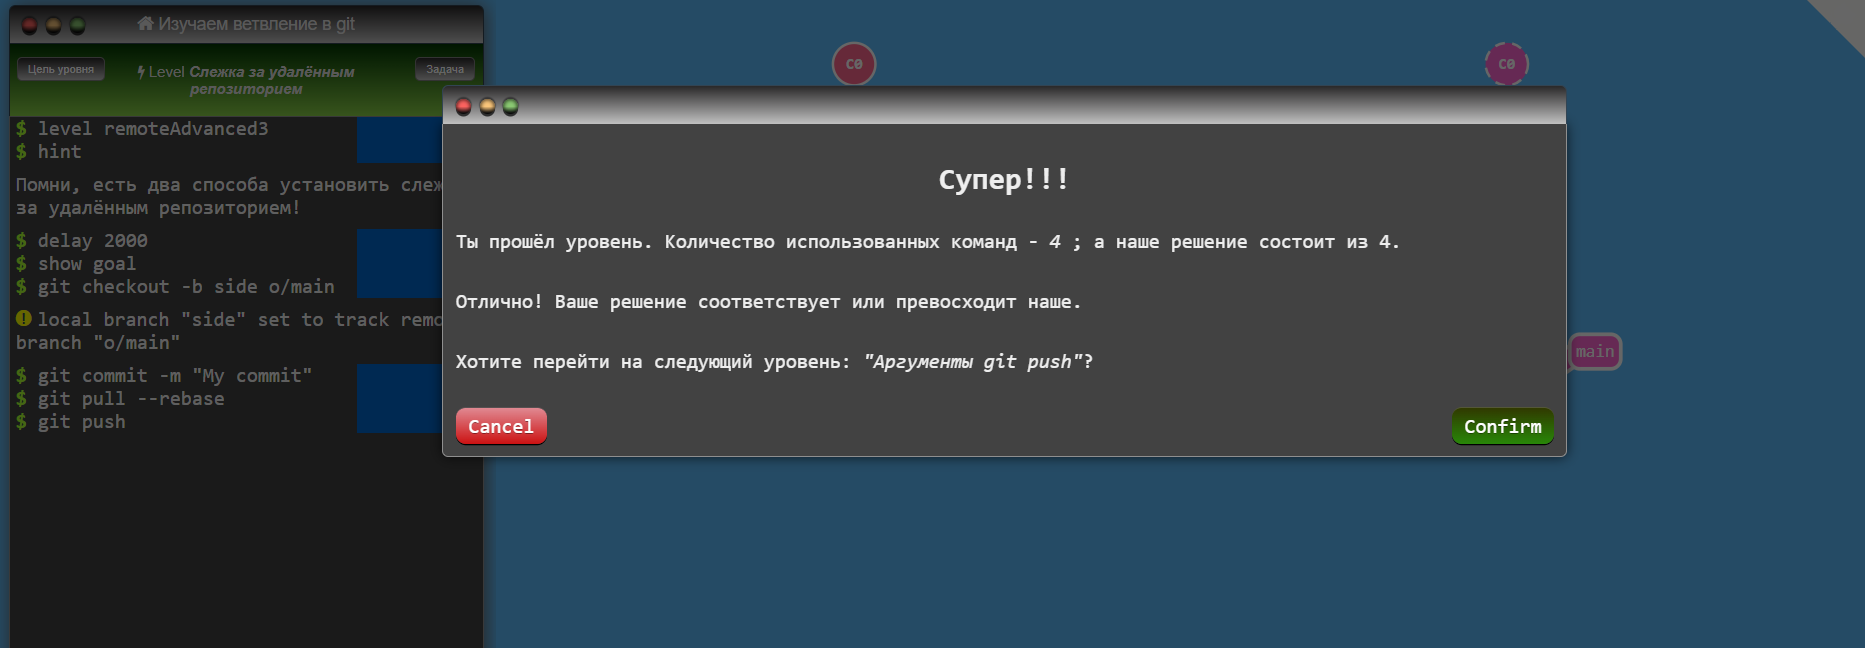 Изучаем ветвление в git
Цель уровня
Level Слежка за удалённым
репозиторием
Задача
$ level remoteAdvanced3
$ hint
Помни, есть два способа установить
за удалённым репозиторием!
$ delay 2000
$ show goal
$ git checkout -b side o/main
local branch "side" set to track
branch "o/main"
$ git commit -m "My commit"
$ git pull --rebase
$ git push
C0
C0
Супер!!!
Ты прошёл уровень. Количество использованных команд - 4 ; а наше решение состоит из 4.
Отлично! Ваше решение соответствует или превосходит наше.
Хотите перейти на следующий уровень: "Аргументы git push"?
Cancel
Confirm
main